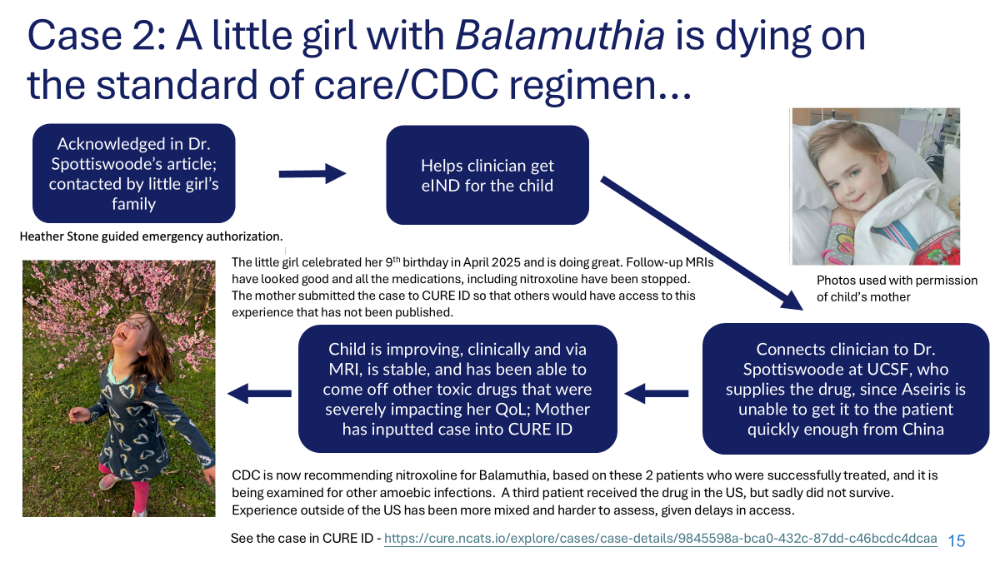 Case 2: A little girl with Balamuthia is dying on
the standard of care/CDC regimen…
Acknowledged in Dr.
Spottiswoode’s article;
contacted by little girl’s
family
Helps clinician get
eIND for the child
Heather Stone guided emergency authorization.
The little girl celebrated her 9th birthday in April 2025 and is doing great. Follow-up MRIs
have looked good and all the medications, including nitroxoline have been stopped.
The mother submitted the case to CURE ID so that others would have access to this
experience that has not been published.
Photos used with permission
of child’s mother
Connects clinician to Dr.
Spottiswoode at UCSF, who
supplies the drug, since Aseiris is
unable to get it to the patient
quickly enough from China
Child is improving, clinically and via
MRI, is stable, and has been able to
come off other toxic drugs that were
severely impacting her QoL; Mother
has inputted case into CURE ID
CDC is now recommending nitroxoline for Balamuthia, based on these 2 patients who were successfully treated, and it is
being examined for other amoebic infections.  A third patient received the drug in the US, but sadly did not survive.
Experience outside of the US has been more mixed and harder to assess, given delays in access.
See the case in CURE ID - https://cure.ncats.io/explore/cases/case-details/9845598a-bca0-432c-87dd-c46bcdc4dcaa
15